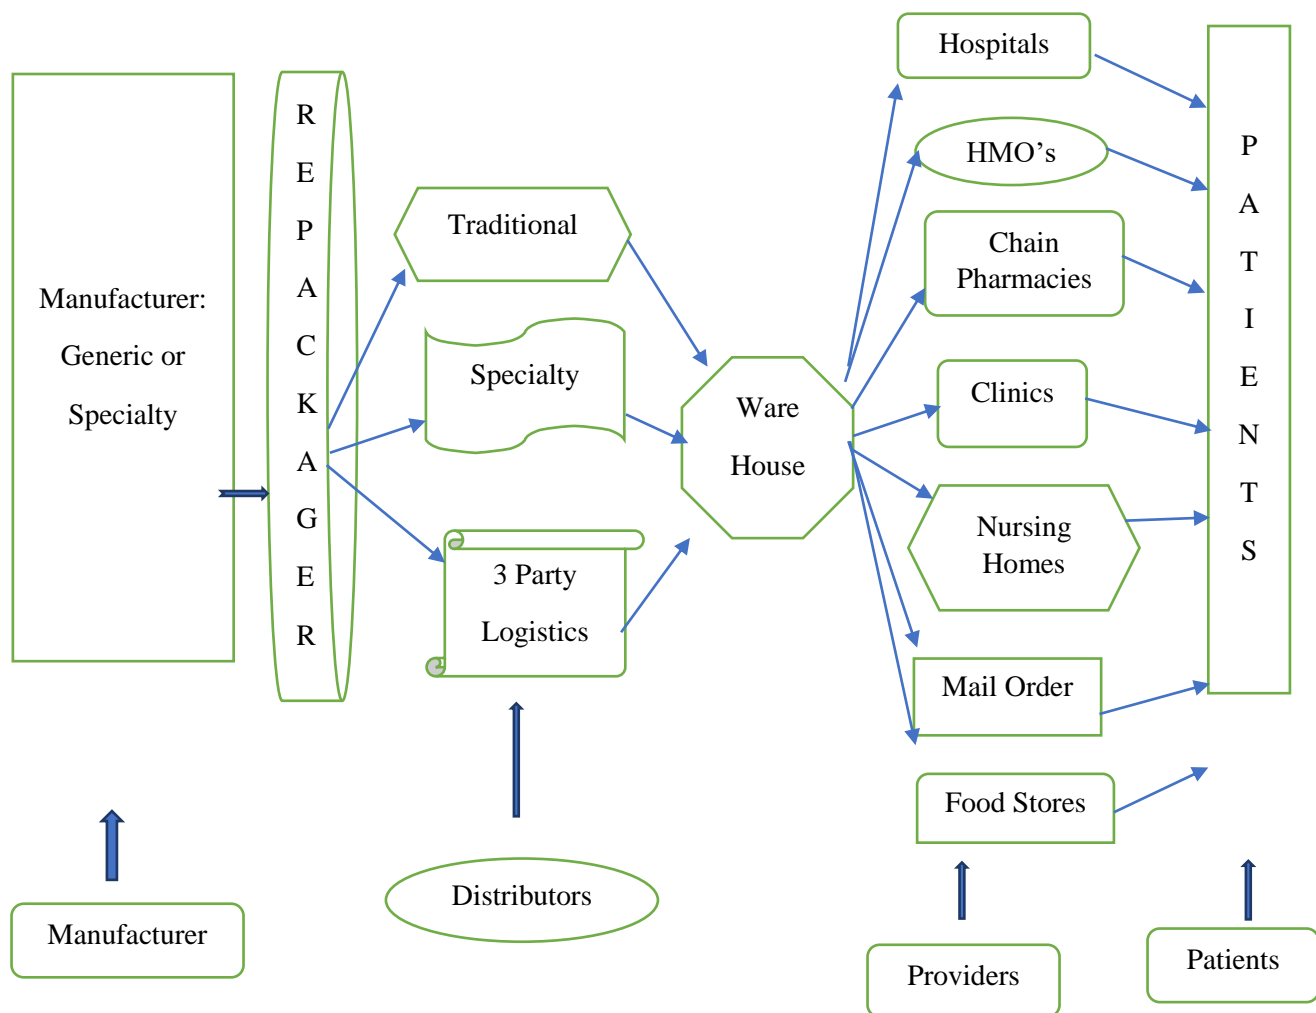 Manufacturer:
Generic or
Specialty
R
E
P
A
C
K
A
G
E
R
Traditional
Specialty
3 Party
Logistics
Ware
House
Hospitals
HMO’s
Chain
Pharmacies
Clinics
Nursing
Homes
Mail Order
Food Stores
P
A
T
I
E
N
T
S
Manufacturer
Distributors
Providers
Patients